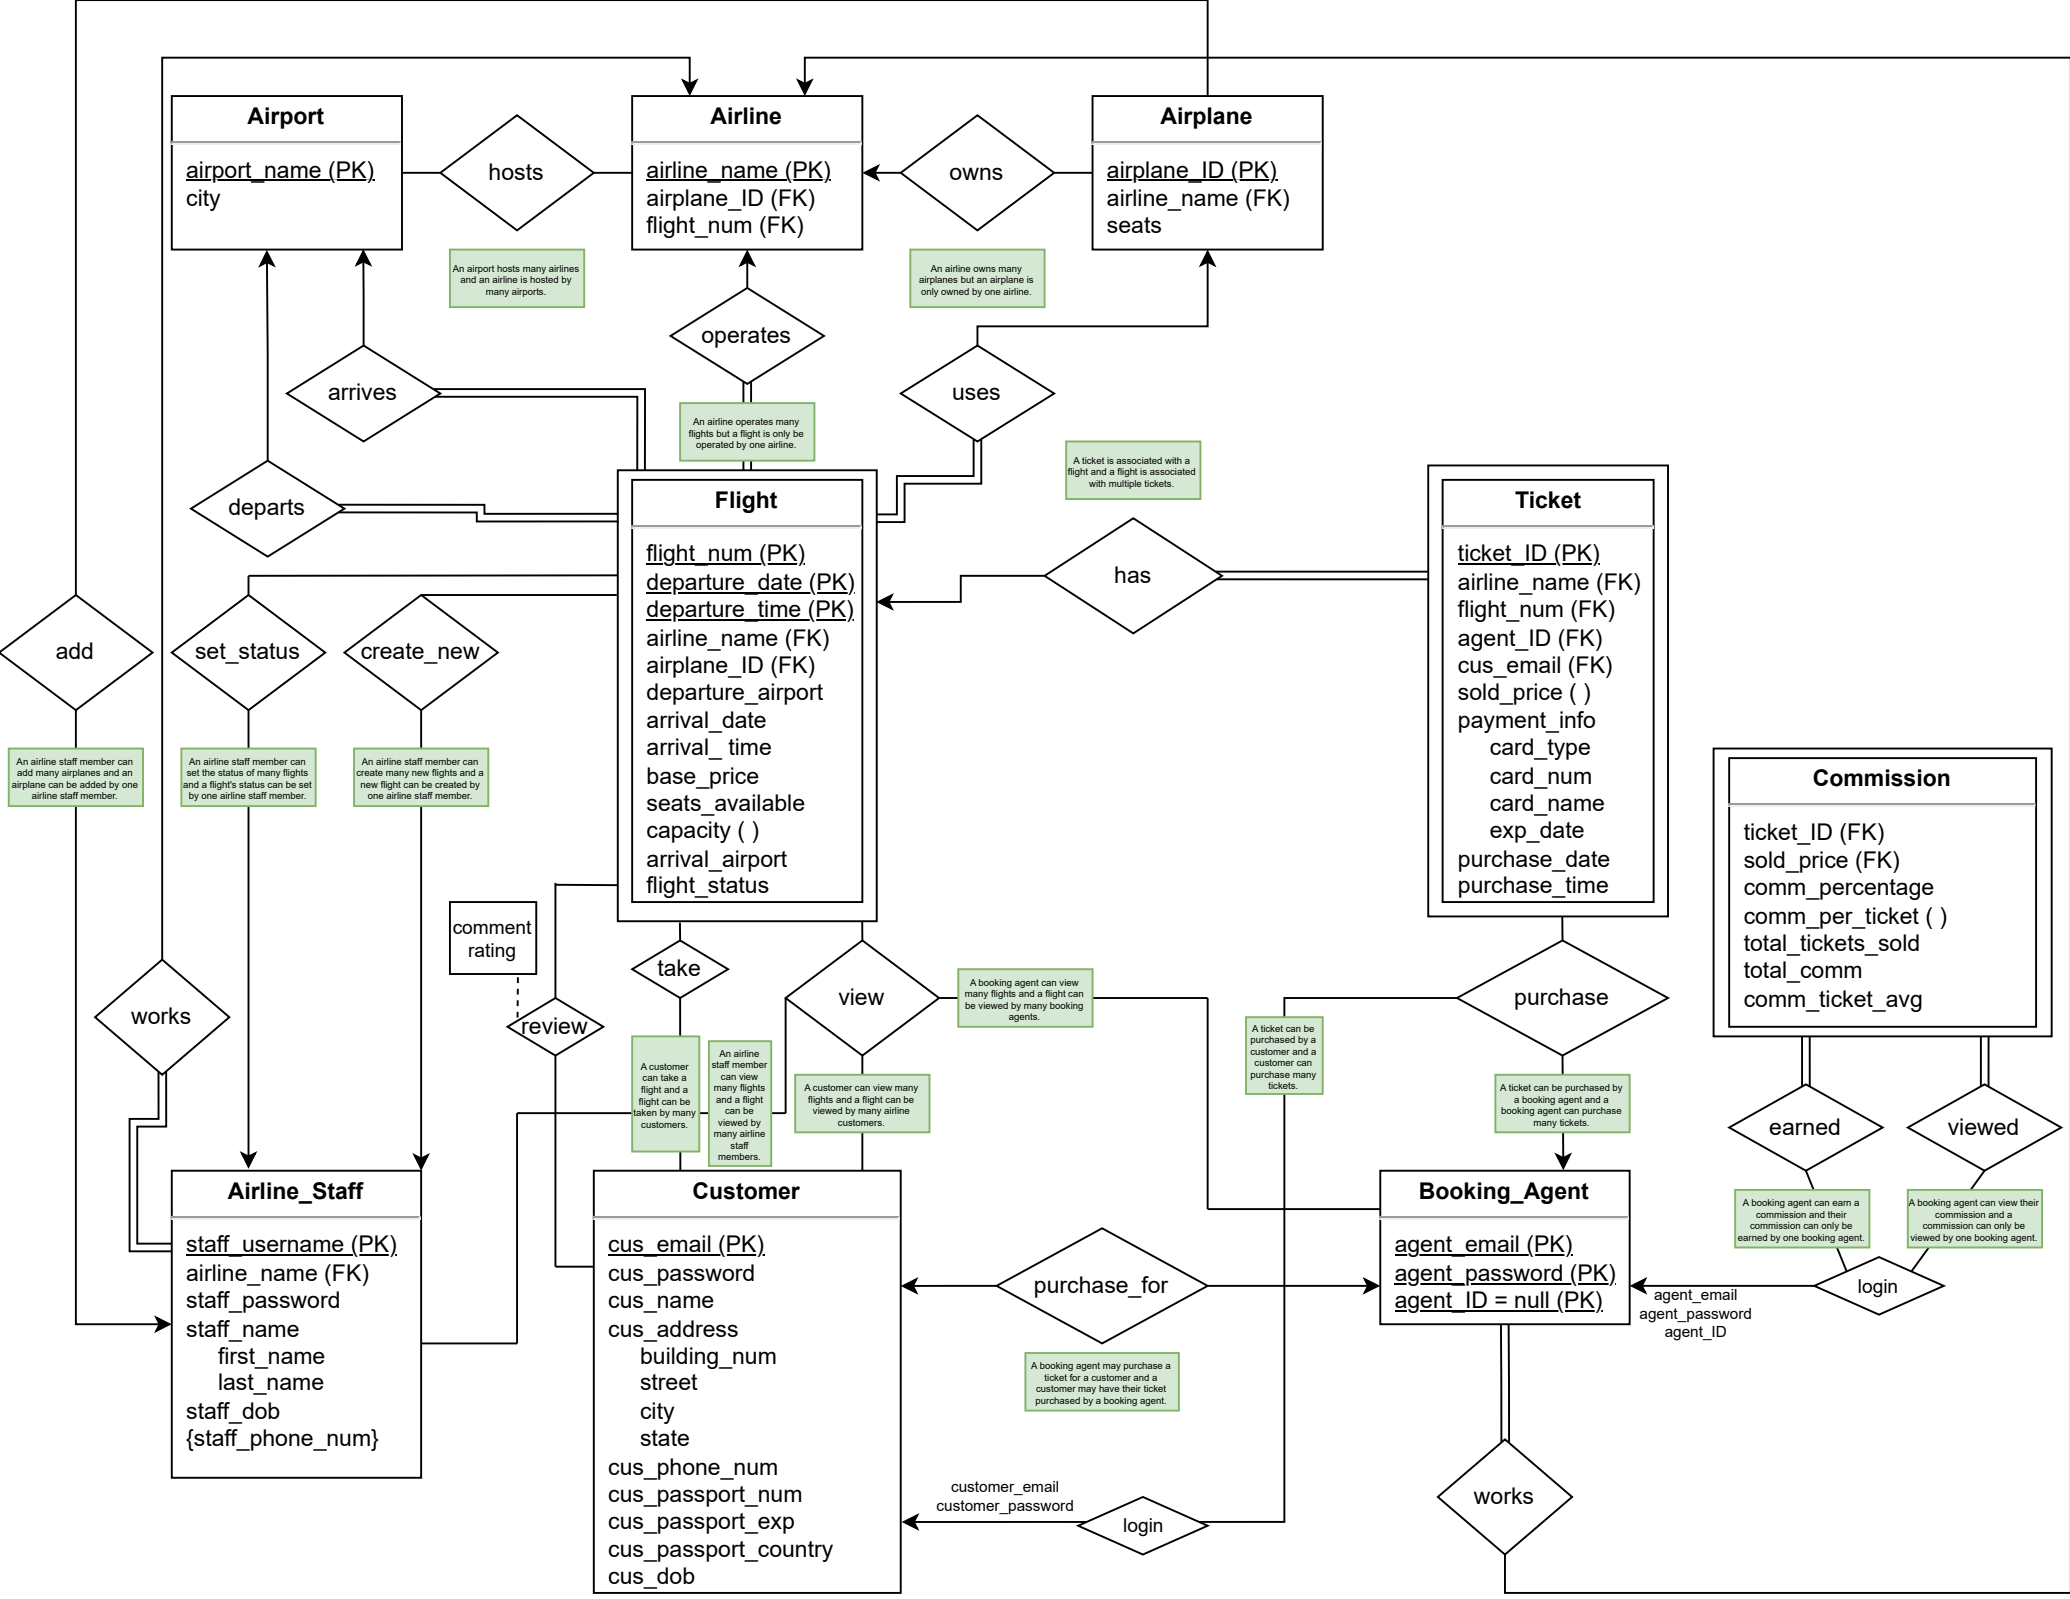 Airport
airport_name (PK)
city
hosts
An airport hosts many airlines
and an airline is hosted by
many airports.
Airline
airline_name (PK)
airplane_ID (FK)
flight_num (FK)
owns
An airline owns many
airplanes but an airplane is
only owned by one airline.
Airplane
airplane_ID (PK)
airline_name (FK)
seats
operates
An airline operates many
flights but a flight is only be
operated by one airline.
arrives
uses
departs
A ticket is associated with a
flight and a flight is associated
with multiple tickets.
has
Flight
flight_num (PK)
departure_date (PK)
departure_time (PK)
airline_name (FK)
airplane_ID (FK)
departure_airport
arrival_date
arrival_ time
base_price
seats_available
capacity ( )
arrival_airport
flight_status
Ticket
ticket_ID (PK)
airline_name (FK)
flight_num (FK)
agent_ID (FK)
cus_email (FK)
sold_price ( )
payment_info
card_type
card_num
card_name
exp_date
purchase_date
purchase_time
add
set_status
create_new
An airline staff member can
add many airplanes and an
airplane can be added by one
airline staff member.
An airline staff member can
set the status of many flights
and a flight's status can be set
by one airline staff member.
An airline staff member can
create many new flights and a
new flight can be created by
one airline staff member.
Commission
ticket_ID (FK)
sold_price (FK)
comm_percentage
comm_per_ticket ( )
total_tickets_sold
total_comm
comm_ticket_avg
comment
rating
works
review
take
view
A booking agent can view
many flights and a flight can
be viewed by many booking
agents.
purchase
A customer
can take a
flight and a
flight can be
taken by many
customers.
An airline
staff member
can view
many flights
and a flight
can be
viewed by
many airline
staff
members.
A customer can view many
flights and a flight can be
viewed by many airline
customers.
A ticket can be
purchased by a
customer and a
customer can
purchase many
tickets.
A ticket can be purchased by
a booking agent and a
booking agent can purchase
many tickets.
earned
viewed
A booking agent can earn a
commission and their
commission can only be
earned by one booking agent.
A booking agent can view their
commission and a
commission can only be
viewed by one booking agent.
login
agent_email
agent_password
agent_ID
Airline_Staff
staff_username (PK)
airline_name (FK)
staff_password
staff_name
first_name
last_name
staff_dob
{staff_phone_num}
Customer
cus_email (PK)
cus_password
cus_name
cus_address
building_num
street
city
state
cus_phone_num
cus_passport_num
cus_passport_exp
cus_passport_country
cus_dob
purchase_for
A booking agent may purchase a
ticket for a customer and a
customer may have their ticket
purchased by a booking agent.
Booking_Agent
agent_email (PK)
agent_password (PK)
agent_ID = null (PK)
customer_email
customer_password
login
works